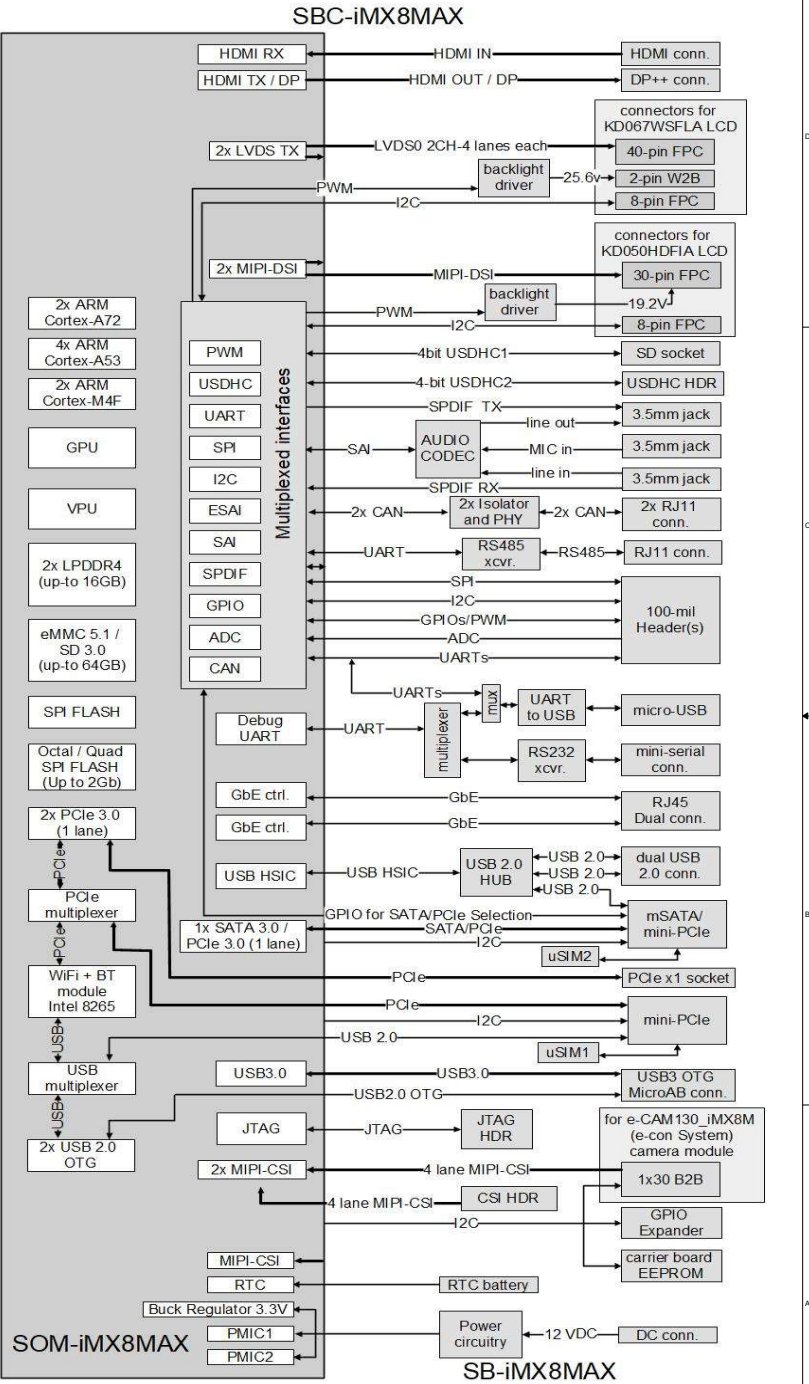 SBC-iMX8MAX
HDMI RX
HDMI IN
HDMI conn.
HDMI TX / DP
HDMI OUT / DP
DP++ conn.
connectors for
KD067WSFLA LCD
2x LVDS TX
LVDS0 2CH-4 lanes each
40-pin FPC
backlight
driver
25.6v
2-pin W2B
PWM
I2C
8-pin FPC
connectors for
KD050HDFIA LCD
2x MIPI-DSI
MIPI-DSI
30-pin FPC
backlight
driver
19.2V
PWM
I2C
8-pin FPC
2x ARM
Cortex-A72
4x ARM
Cortex-A53
2x ARM
Cortex-M4F
GPU
VPU
2x LPDDR4
(up-to 16GB)
eMMC 5.1 /
SD 3.0
(up-to 64GB)
SPI FLASH
Octal / Quad
SPI FLASH
(Up to 2Gb)
2x PCIe 3.0
(1 lane)
PCIe
PCIe
multiplexer
PCIe
WiFi + BT
module
Intel 8265
USB
USB
multiplexer
USB
2x USB 2.0
OTG
Multiplexed interfaces
PWM
USDHC
UART
SPI
I2C
ESAI
SAI
SPDIF
GPIO
ADC
CAN
4bit USDHC1
SD socket
4-bit USDHC2
USDHC HDR
SPDIF TX
3.5mm jack
line out
SAI
AUDIO
CODEC
MIC in
3.5mm jack
line in
3.5mm jack
SPDIF RX
2x CAN
2x Isolator
and PHY
2x CAN
2x RJ11
conn.
UART
RS485
xcvr.
RS485
RJ11 conn.
SPI
I2C
GPIOs/PWM
ADC
UARTs
100-mil
Header(s)
UARTs
mux
UART
to USB
micro-USB
Debug
UART
UART
multiplexer
RS232
xcvr.
mini-serial
conn.
GbE ctrl.
GbE
GbE ctrl.
GbE
RJ45
Dual conn.
USB HSIC
USB HSIC
USB 2.0
HUB
USB 2.0
USB 2.0
USB 2.0
dual USB
2.0 conn.
GPIO for SATA/PCIe Selection
1x SATA 3.0 /
PCIe 3.0 (1 lane)
SATA/PCIe
I2C
mSATA/
mini-PCIe
uSIM2
PCIe
PCIe x1 socket
PCIe
I2C
USB 2.0
mini-PCIe
uSIM1
USB3.0
USB3.0
USB2.0 OTG
USB3 OTG
MicroAB conn.
JTAG
JTAG
JTAG
HDR
for e-CAM130_iMX8M
(e-con System)
camera module
2x MIPI-CSI
4 lane MIPI-CSI
1x30 B2B
4 lane MIPI-CSI
CSI HDR
I2C
GPIO
Expander
carrier board
EEPROM
MIPI-CSI
RTC
RTC battery
Buck Regulator 3.3V
PMIC1
PMIC2
Power
circuitry
12 VDC
DC conn.
SOM-iMX8MAX
SB-iMX8MAX
D
C
B
A